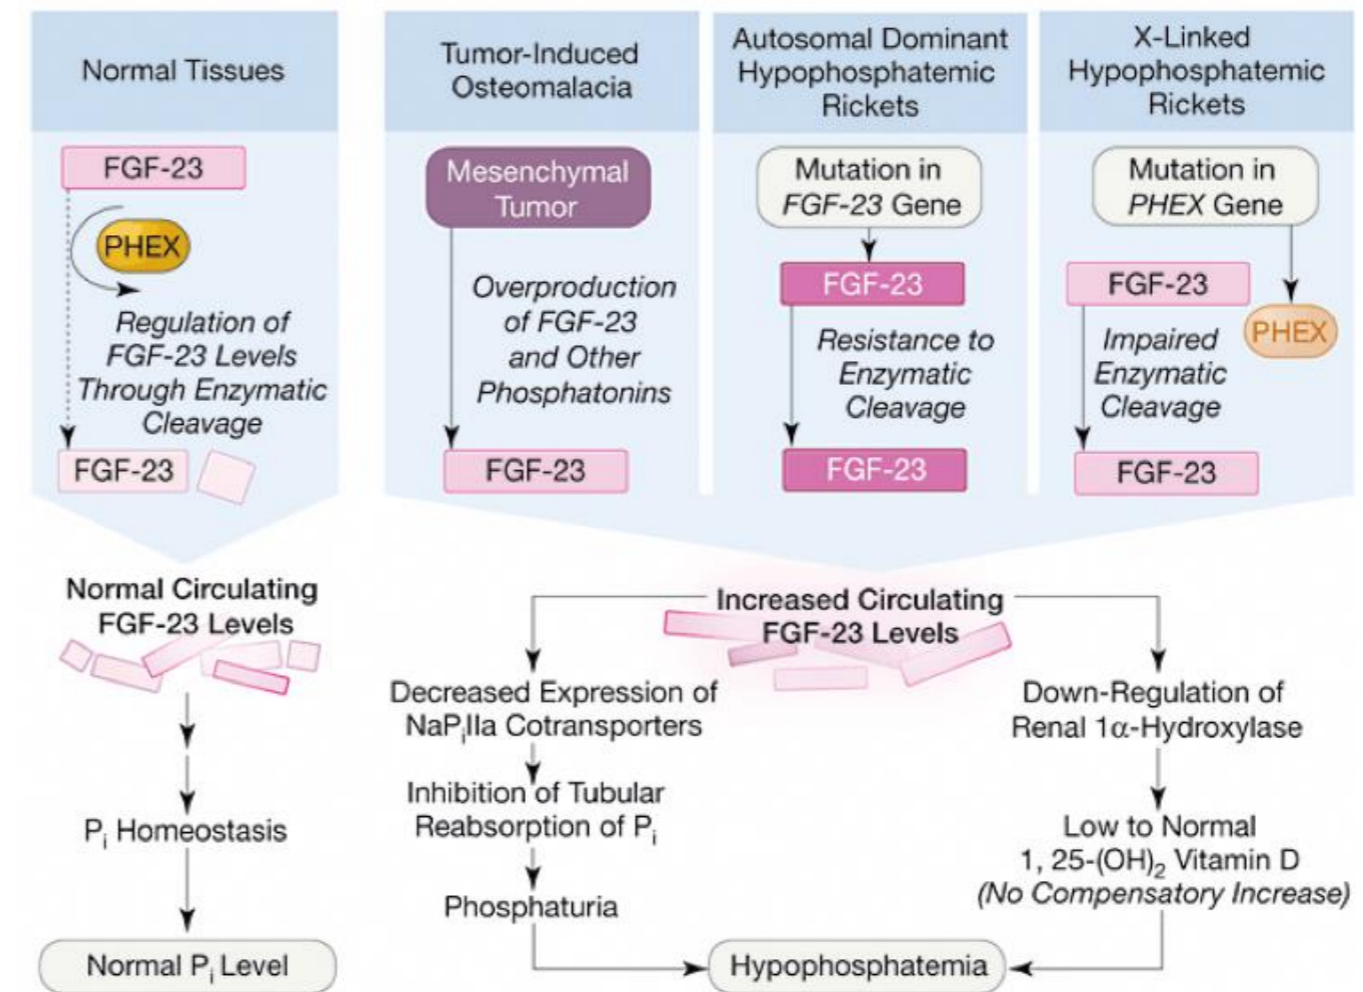 Normal Tissues
FGF-23
PHEX
Regulation of
FGF-23 Levels
Through Enzymatic
Cleavage
FGF-23
Normal Circulating
FGF-23 Levels
Pi Homeostasis
Normal Pi Level
Tumor-Induced
Osteomalacia
Mesenchymal
Tumor
Overproduction
of FGF-23
and Other
Phosphatonins
FGF-23
Autosomal Dominant
Hypophosphatemic
Rickets
Mutation in
FGF-23 Gene
FGF-23
Resistance to
Enzymatic
Cleavage
FGF-23
X-Linked
Hypophosphatemic
Rickets
Mutation in
PHEX Gene
FGF-23
PHEX
Impaired
Enzymatic
Cleavage
FGF-23
Increased Circulating
FGF-23 Levels
Decreased Expression of
NaPiIIa Cotransporters
Inhibition of Tubular
Reabsorption of Pi
Phosphaturia
Down-Regulation of
Renal 1α-Hydroxylase
Low to Normal
1, 25-(OH)2 Vitamin D
(No Compensatory Increase)
Hypophosphatemia